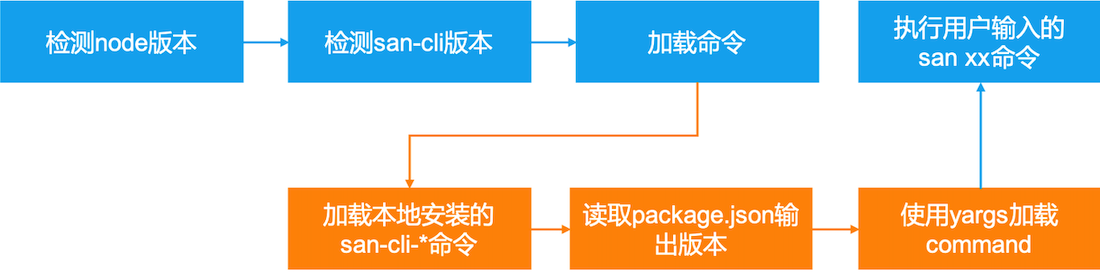 检测node版本
检测san-cli版本
加载命令
执行用户输入的
san xx命令
加载本地安装的
san-cli-*命令
读取package.json输
出版本
使用yargs加载
command